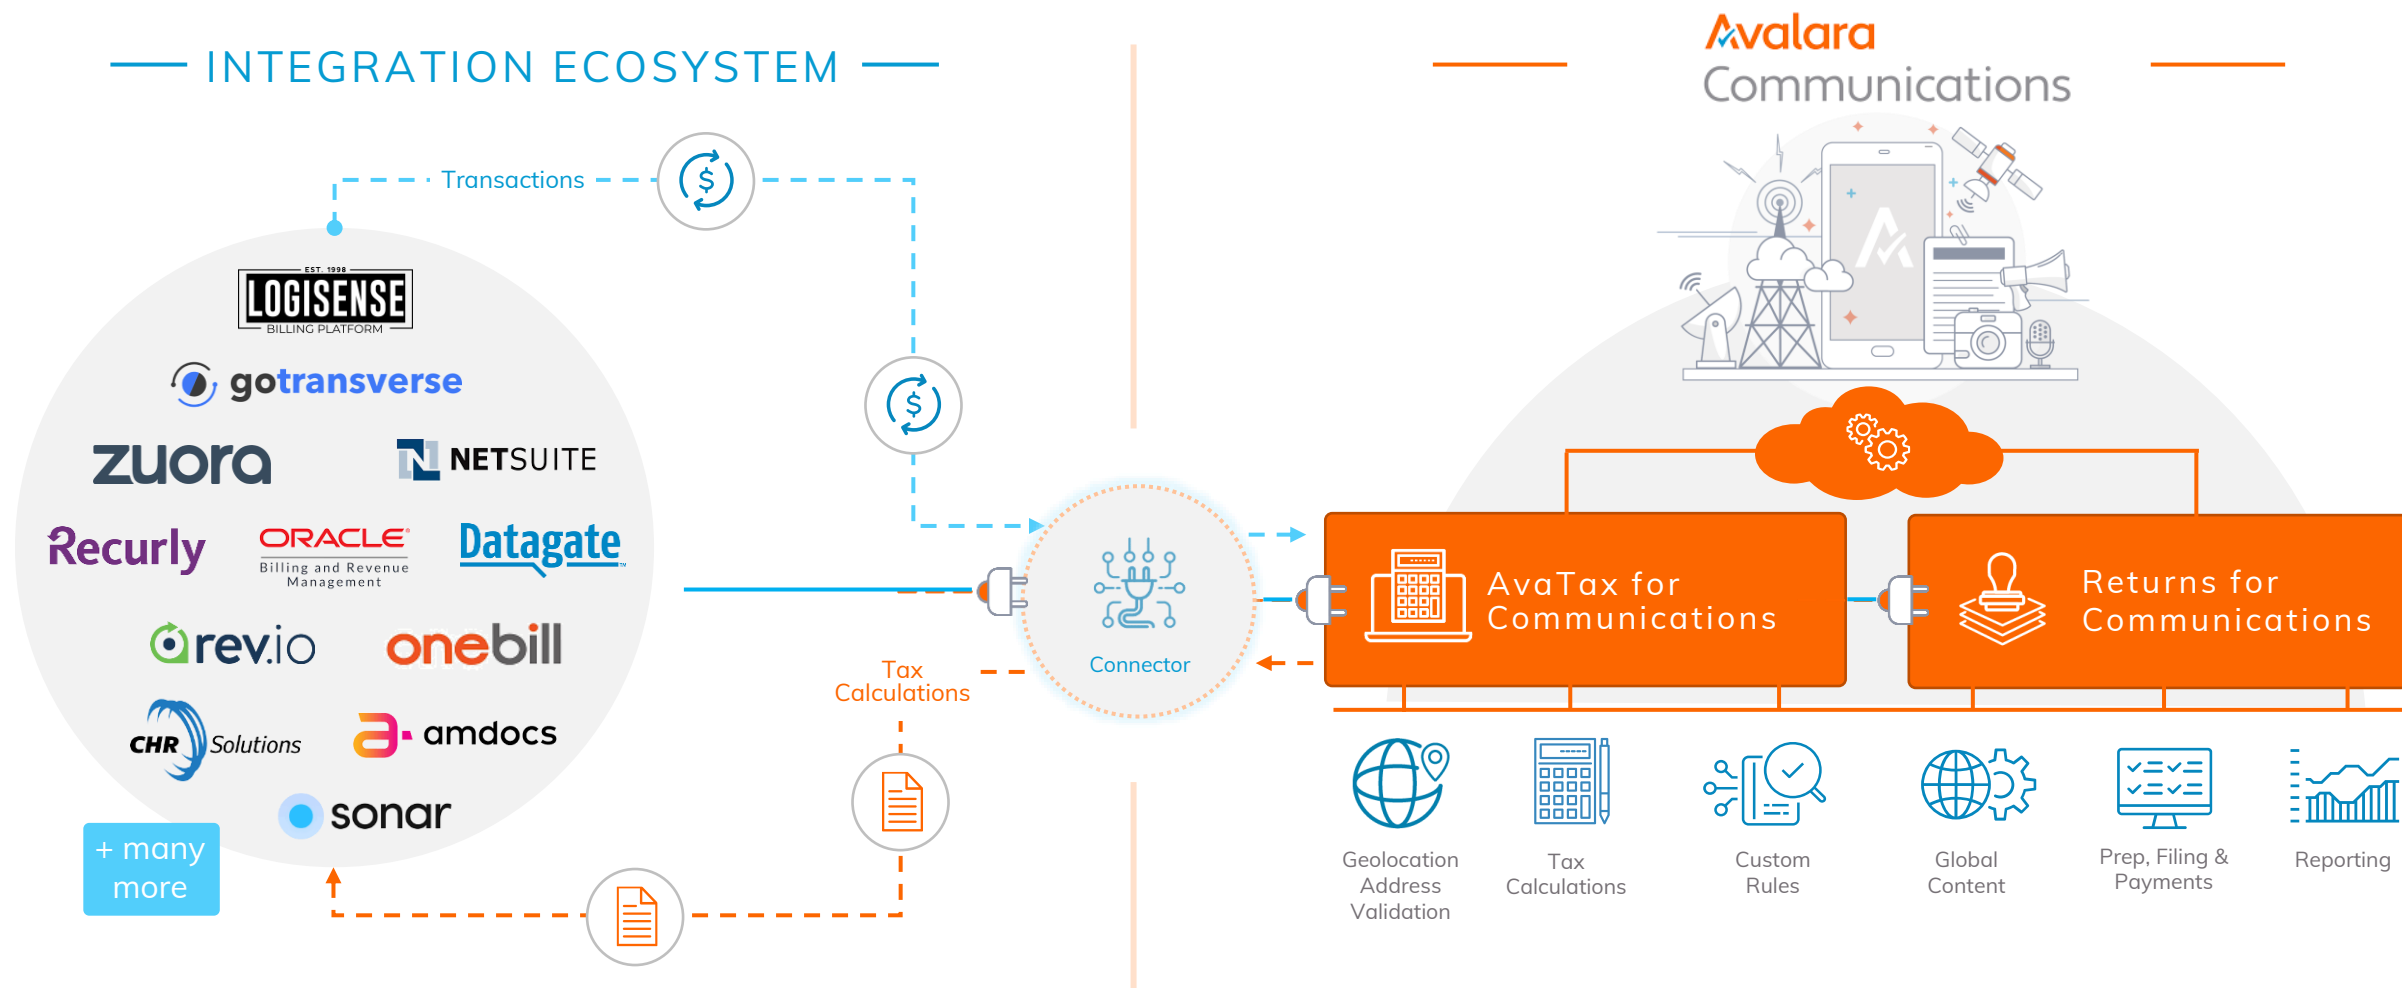 INTEGRATION ECOSYSTEM
Transactions
EST. 1998
LOGISENSE
BILLING PLATFORM
gotransverse
zuora
NETSUITE
Recurly
ORACLE®
Billing and Revenue
Management
Datagate™
rev.io
onebill
CHR Solutions
amdocs
sonar
+ many
more
Tax
Calculations
Connector
Avalara
Communications
AvaTax for
Communications
Returns for
Communications
Geolocation
Address
Validation
Tax
Calculations
Custom
Rules
Global
Content
Prep, Filing &
Payments
Reporting